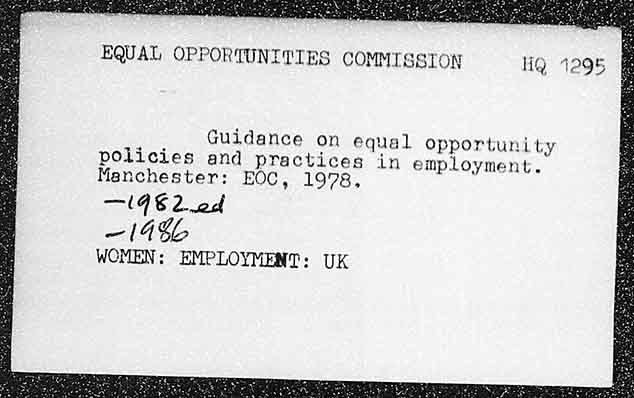 EQUAL OPPORTUNITIES COMMISSION HQ 1295
Guidance on equal opportunity
policies and practices in employment.
Manchester: EOC, 1978.
-1982 ed
-1986
WOMEN: EMPLOYMENT: UK